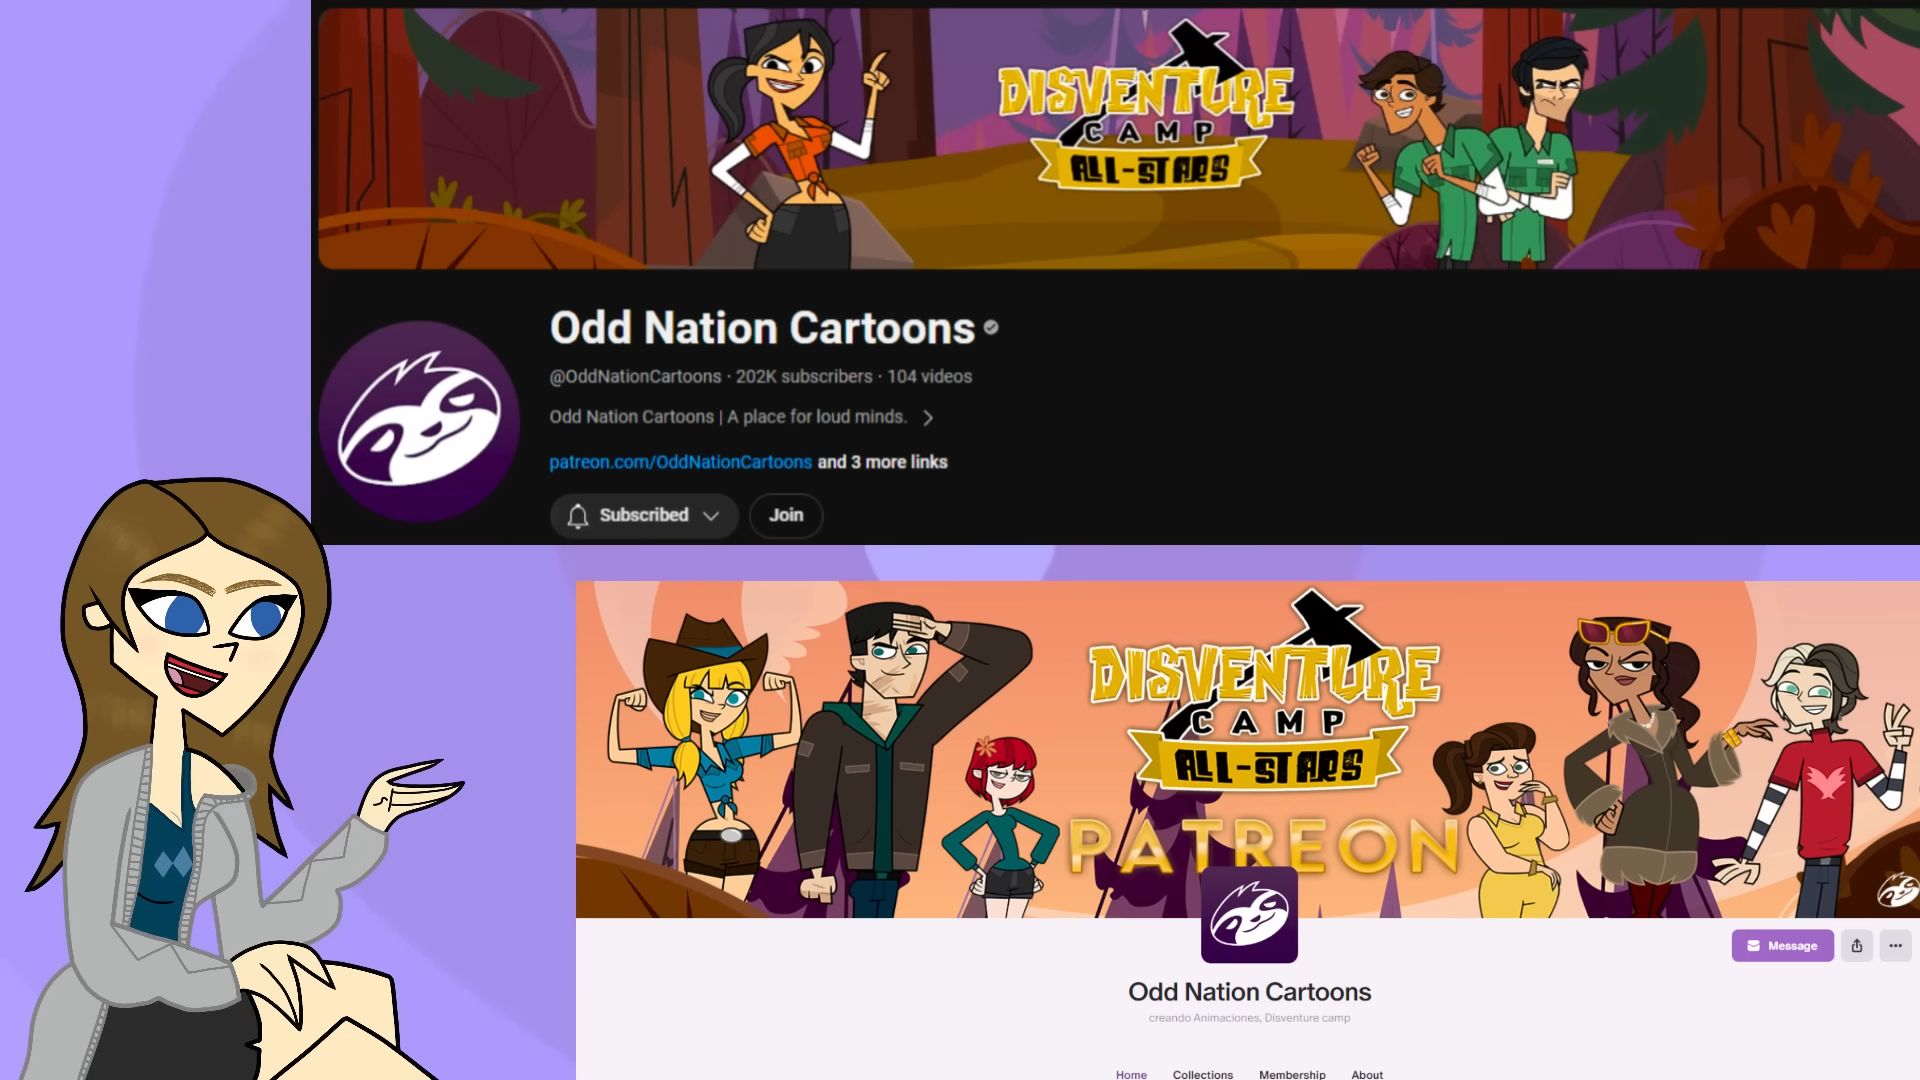 DISVENTURE
CAMP
ALL-STARS
Odd Nation Cartoons
@OddNationCartoons · 202K subscribers · 104 videos
Odd Nation Cartoons | A place for loud minds.
patreon.com/OddNationCartoons and 3 more links
Subscribed
Join
DISVENTURE
CAMP
ALL-STARS
PATREON
Message
Odd Nation Cartoons
creando Animaciones, Disventure camp
Home Collections Membership About